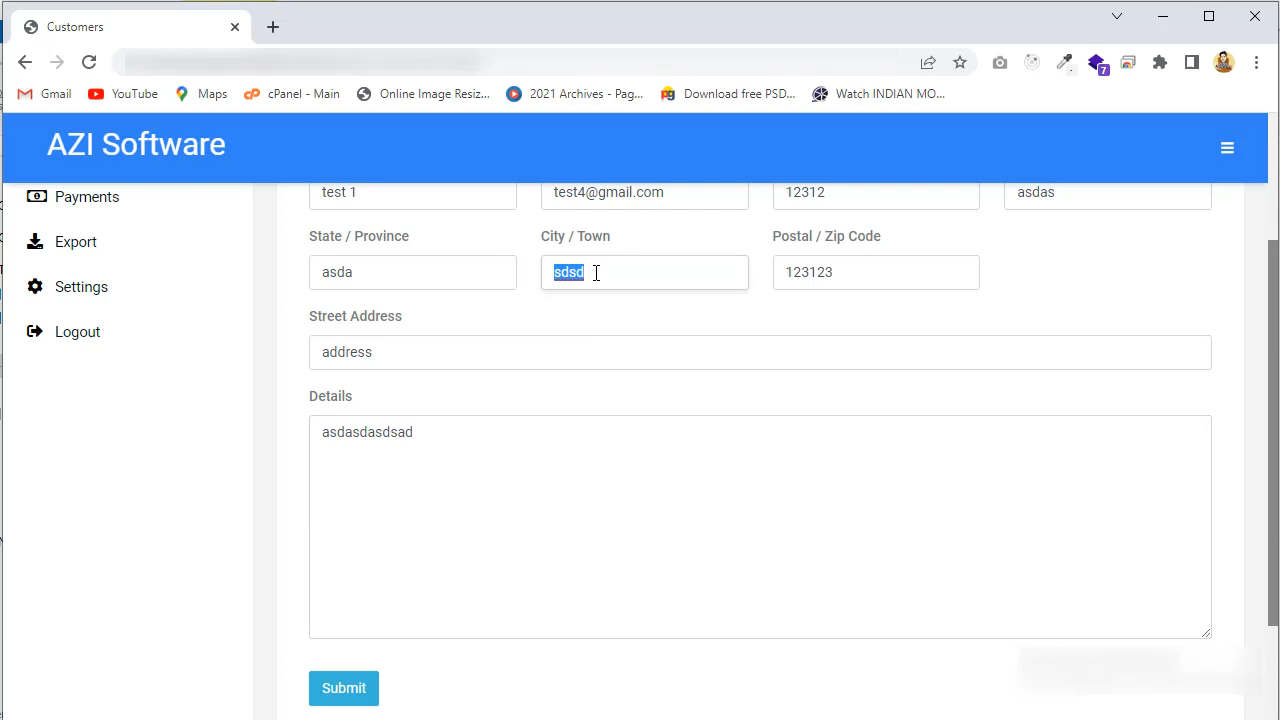 Customers
7
Gmail YouTube Maps cPanel - Main Online Image Resiz... 2021 Archives - Pag... Download free PSD... Watch INDIAN MO...
AZI Software
Payments
Export
Settings
Logout
test 1 test4@gmail.com 12312 asdas
State / Province City / Town Postal / Zip Code
asda sdsd 123123
Street Address
address
Details
asdasdasdsad
Submit